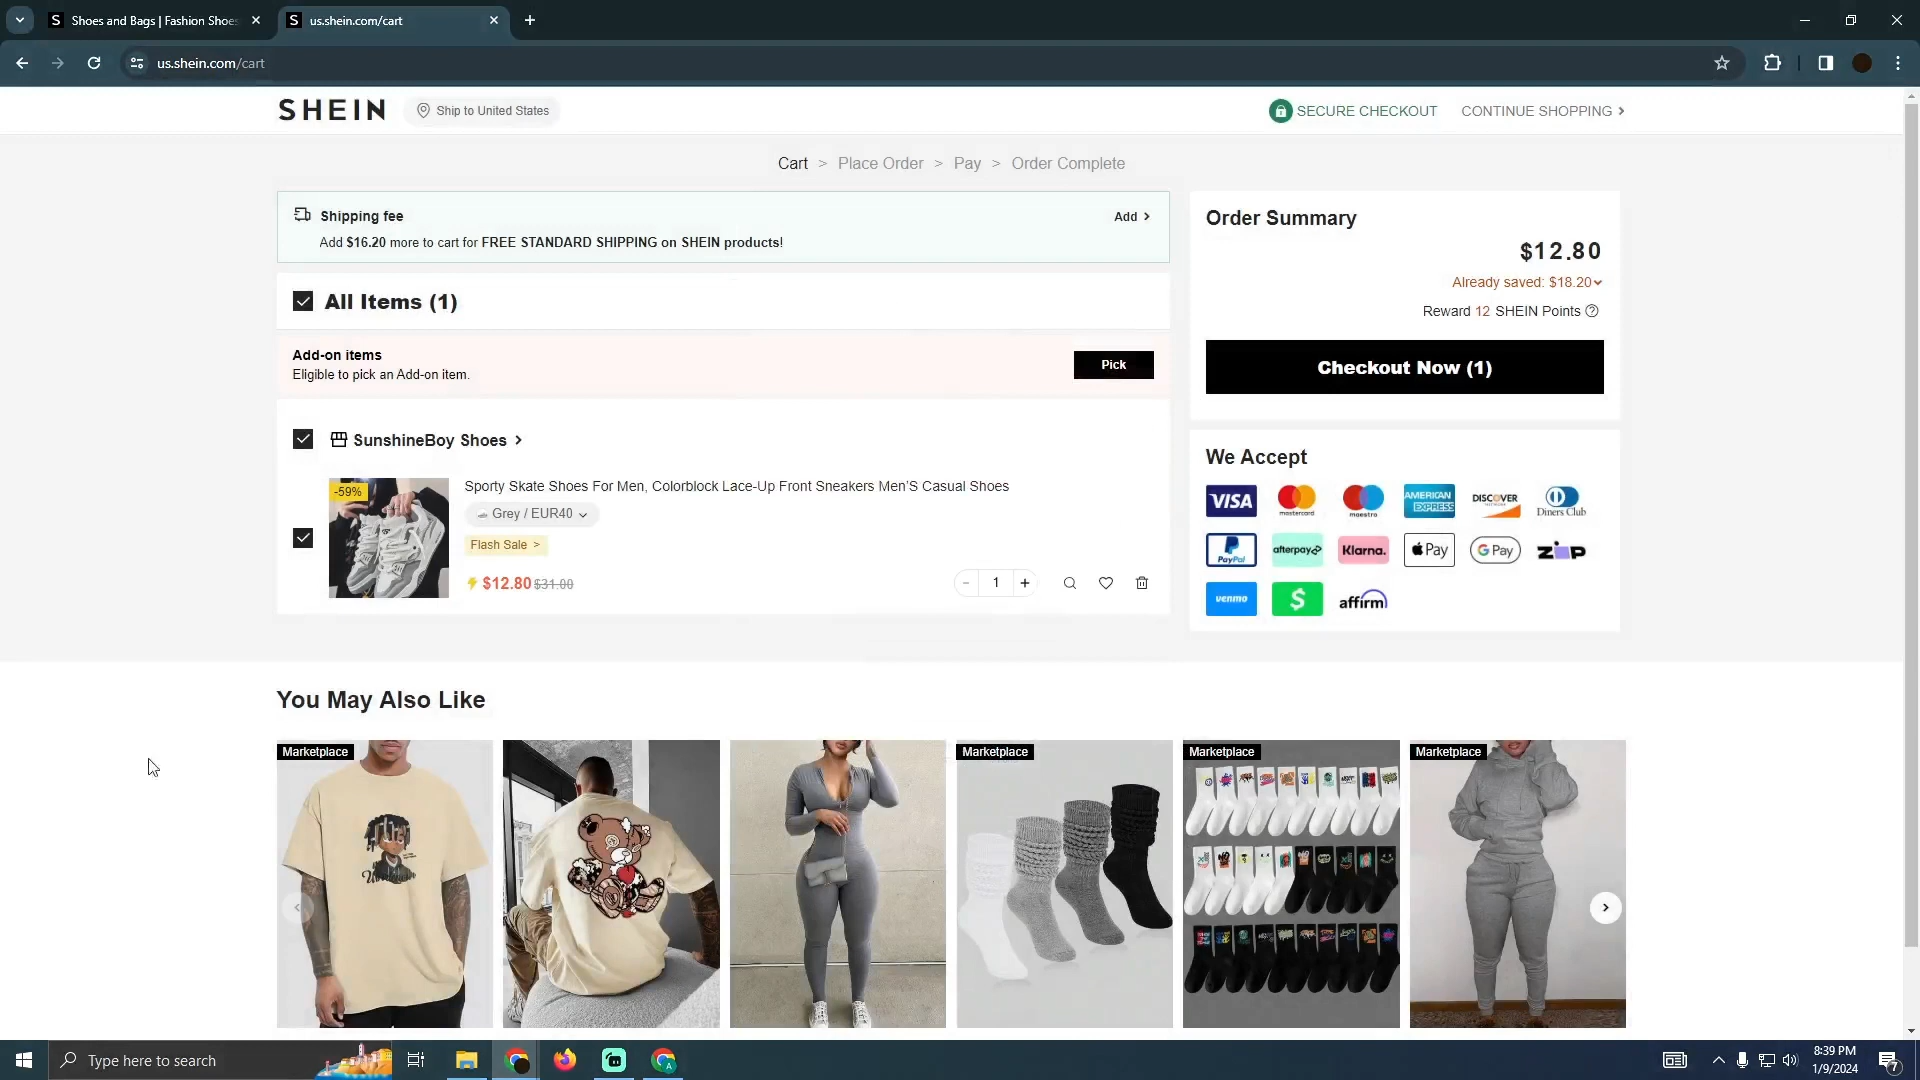 Shoes and Bags | Fashion Shoe
us.shein.com/cart
us.shein.com/cart
SHEIN
Ship to United States
SECURE CHECKOUT
CONTINUE SHOPPING >
Cart > Place Order > Pay > Order Complete
Shipping fee
Add >
Add $16.20 more to cart for FREE STANDARD SHIPPING on SHEIN products!
All Items (1)
Add-on items
Eligible to pick an Add-on item.
Pick
SunshineBoy Shoes >
-59%
Sporty Skate Shoes For Men, Colorblock Lace-Up Front Sneakers Men'S Casual Shoes
Grey / EUR40
Flash Sale >
$12.80 $31.00
- 1 +
Order Summary
$12.80
Already saved: $18.20
Reward 12 SHEIN Points
Checkout Now (1)
We Accept
VISA
mastercard
maestro
AMERICAN EXPRESS
DISCOVER
Diners Club
PayPal
afterpay
Klarna.
Pay
G Pay
ZIP
venmo
$
affirm
You May Also Like
Marketplace
Marketplace
Marketplace
Marketplace
Type here to search
8:39 PM
1/9/2024
7